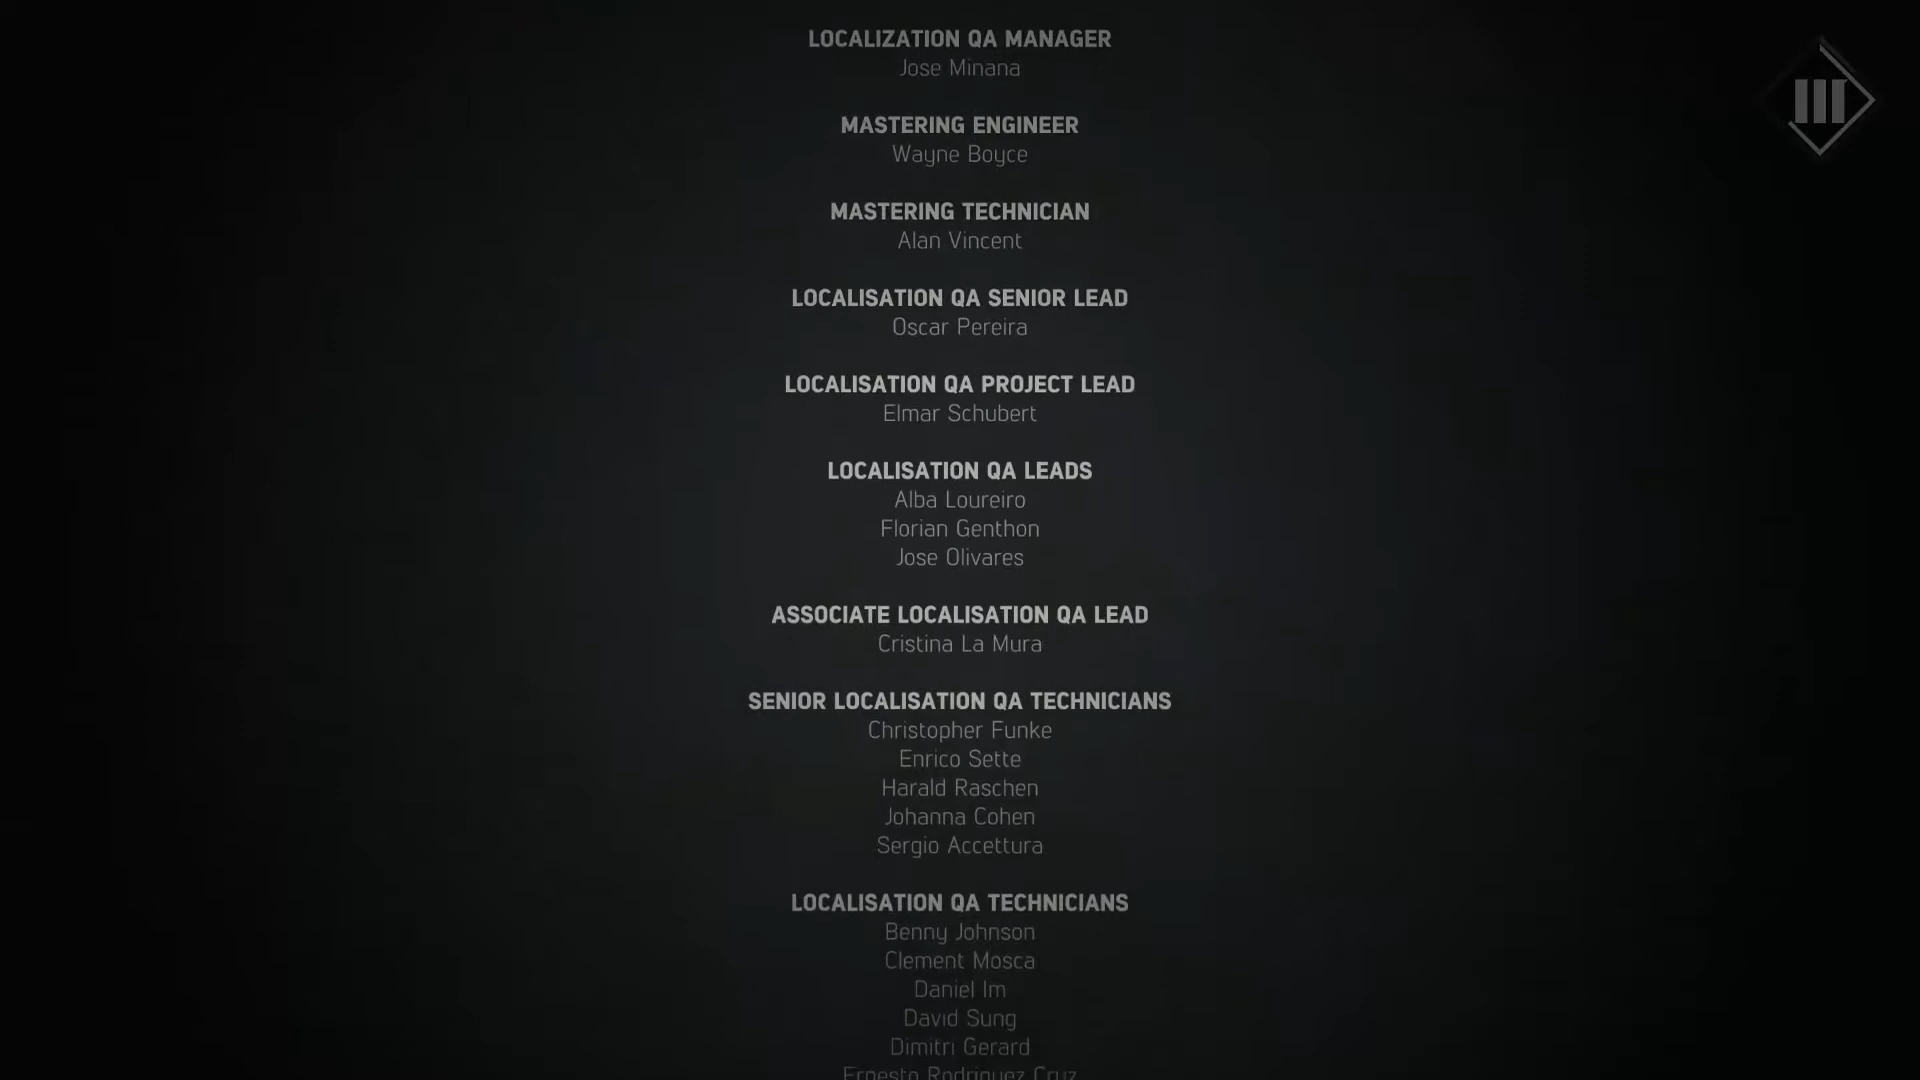 LOCALIZATION QA MANAGER
Jose Minana
MASTERING ENGINEER
Wayne Boyce
MASTERING TECHNICIAN
Alan Vincent
LOCALISATION QA SENIOR LEAD
Oscar Pereira
LOCALISATION QA PROJECT LEAD
Elmar Schubert
LOCALISATION QA LEADS
Alba Loureiro
Florian Genthon
Jose Olivares
ASSOCIATE LOCALISATION QA LEAD
Cristina La Mura
SENIOR LOCALISATION QA TECHNICIANS
Christopher Funke
Enrico Sette
Harald Raschen
Johanna Cohen
Sergio Accettura
LOCALISATION QA TECHNICIANS
Benny Johnson
Clement Mosca
Daniel Im
David Sung
Dimitri Gerard
Ernesto Rodriguez Cruz